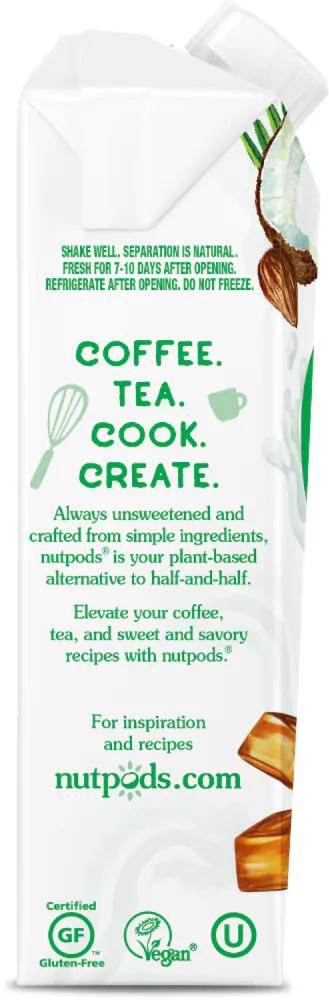 SHAKE WELL. SEPARATION IS NATURAL.
FRESH FOR 7-10 DAYS AFTER OPENING.
REFRIGERATE AFTER OPENING. DO NOT FREEZE.
COFFEE.
TEA.
COOK.
CREATE.
Always unsweetened and
crafted from simple ingredients,
nutpods® is your plant-based
alternative to half-and-half.
Elevate your coffee,
tea, and sweet and savory
recipes with nutpods.®
For inspiration
and recipes
nutpods.com
Certified
GF™
Gluten-Free
Vegan®
U